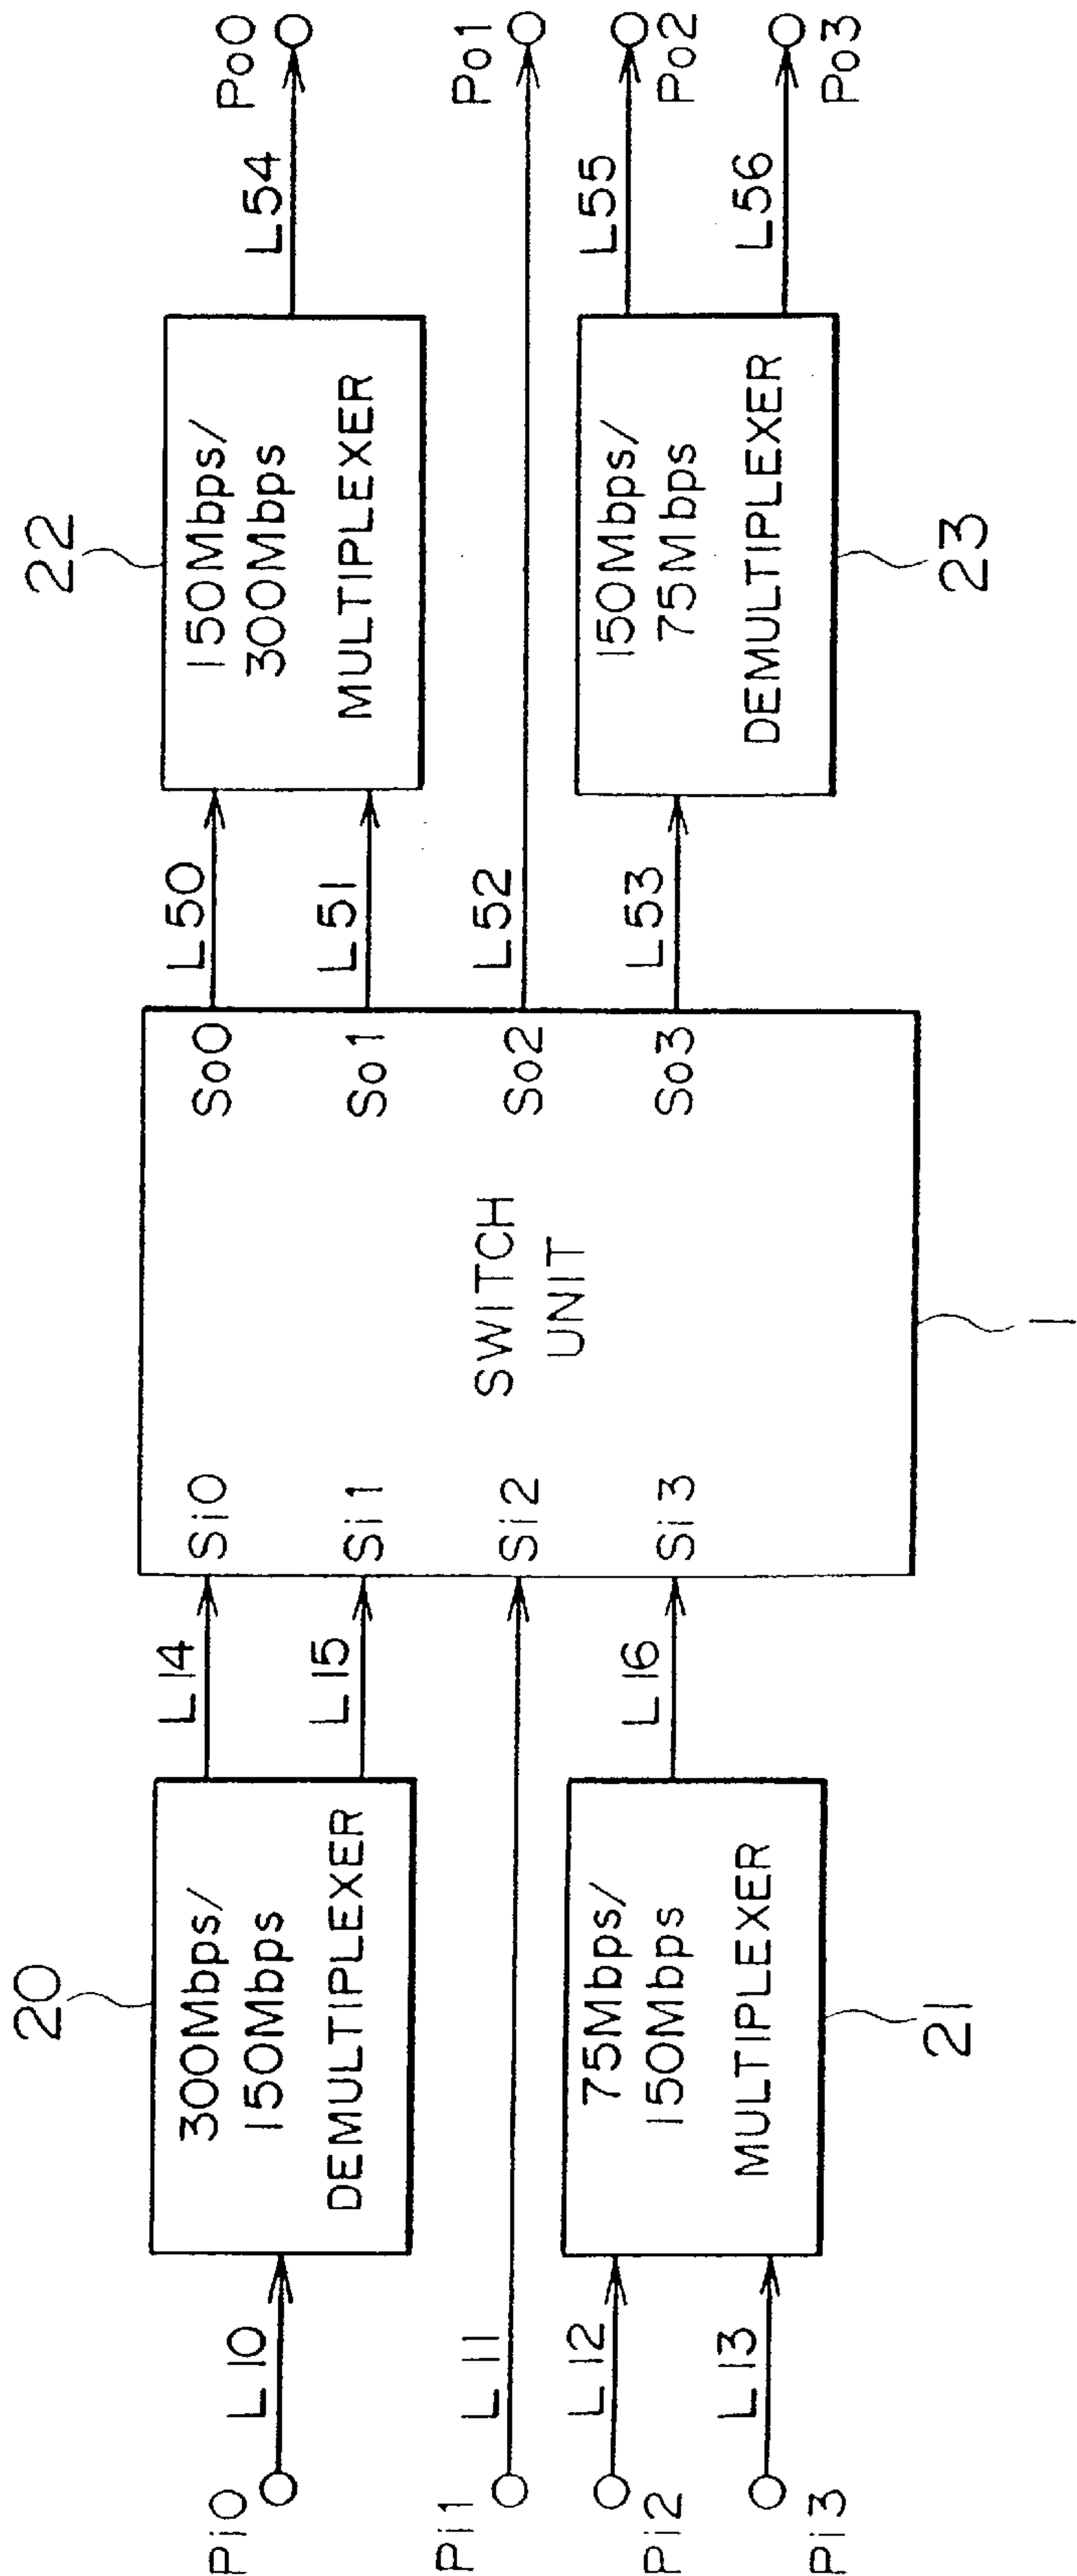 20
22
300Mbps/
150Mbps
DEMULTIPLEXER
150Mbps/
300Mbps
MULTIPLEXER
Pi0
L10
L14
Si0
So0
L50
L54
Po0
L15
Si1
So1
L51
Pi1
L11
Si2
SWITCH
UNIT
So2
L52
Po1
Pi2
L12
75Mbps/
150Mbps
MULTIPLEXER
L16
Si3
So3
L53
150Mbps/
75Mbps
DEMULTIPLEXER
L55
Po2
Pi3
L13
L56
Po3
21
1
23